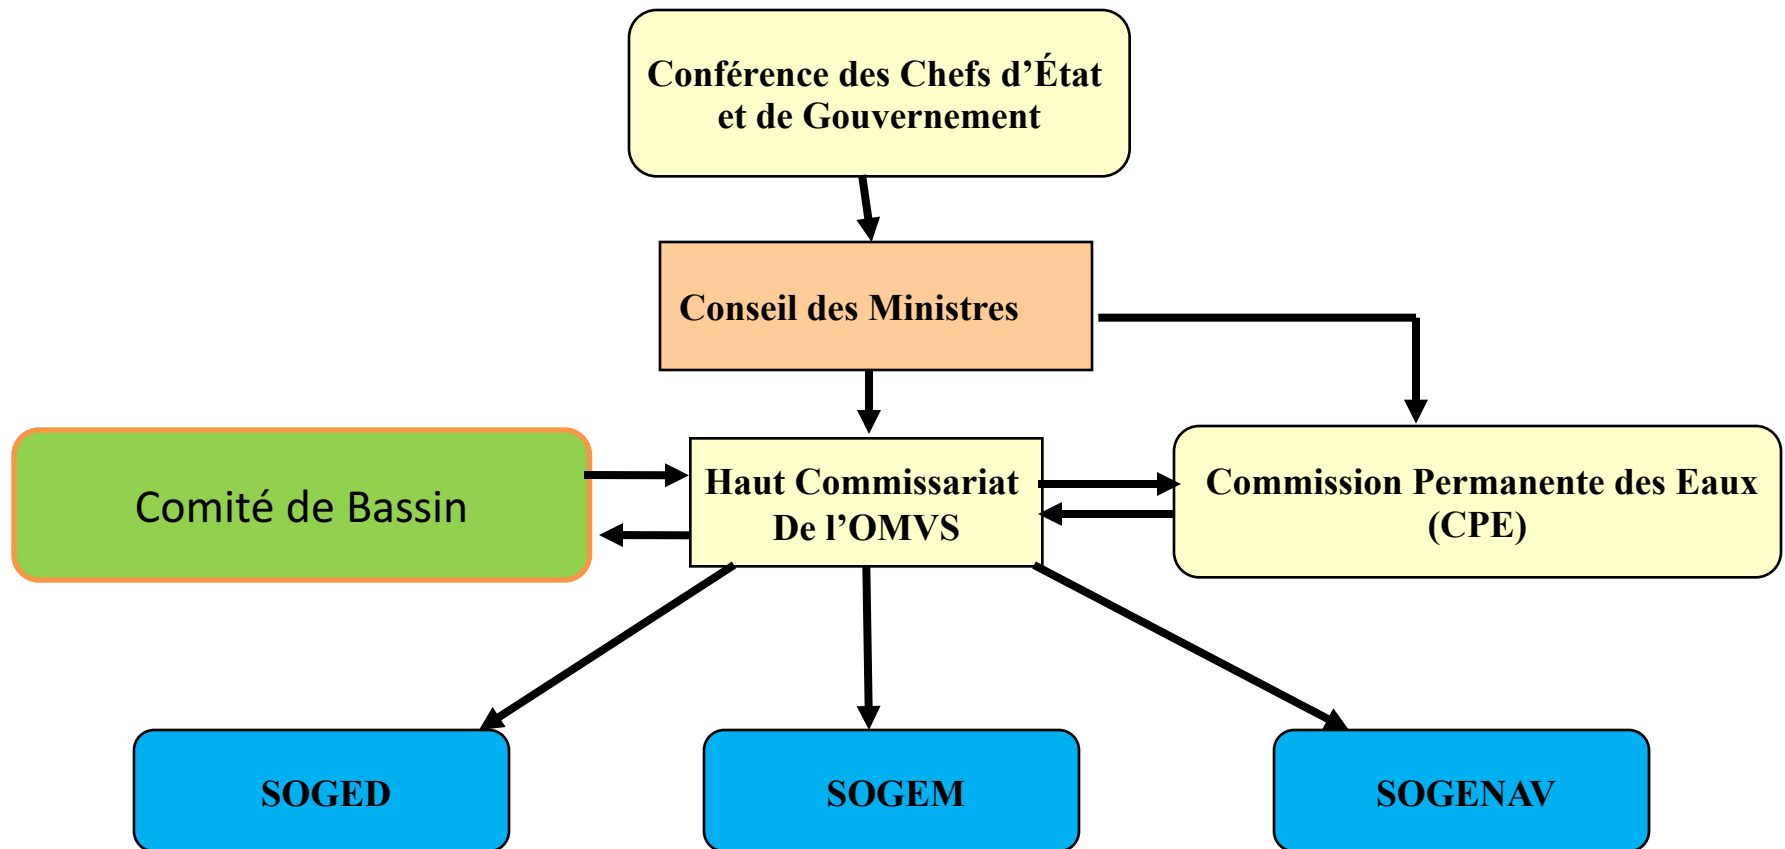 Conférence des Chefs d’État
et de Gouvernement
Conseil des Ministres
Comité de Bassin
Haut Commissariat
De l’OMVS
Commission Permanente des Eaux
(CPE)
SOGED
SOGEM
SOGENAV